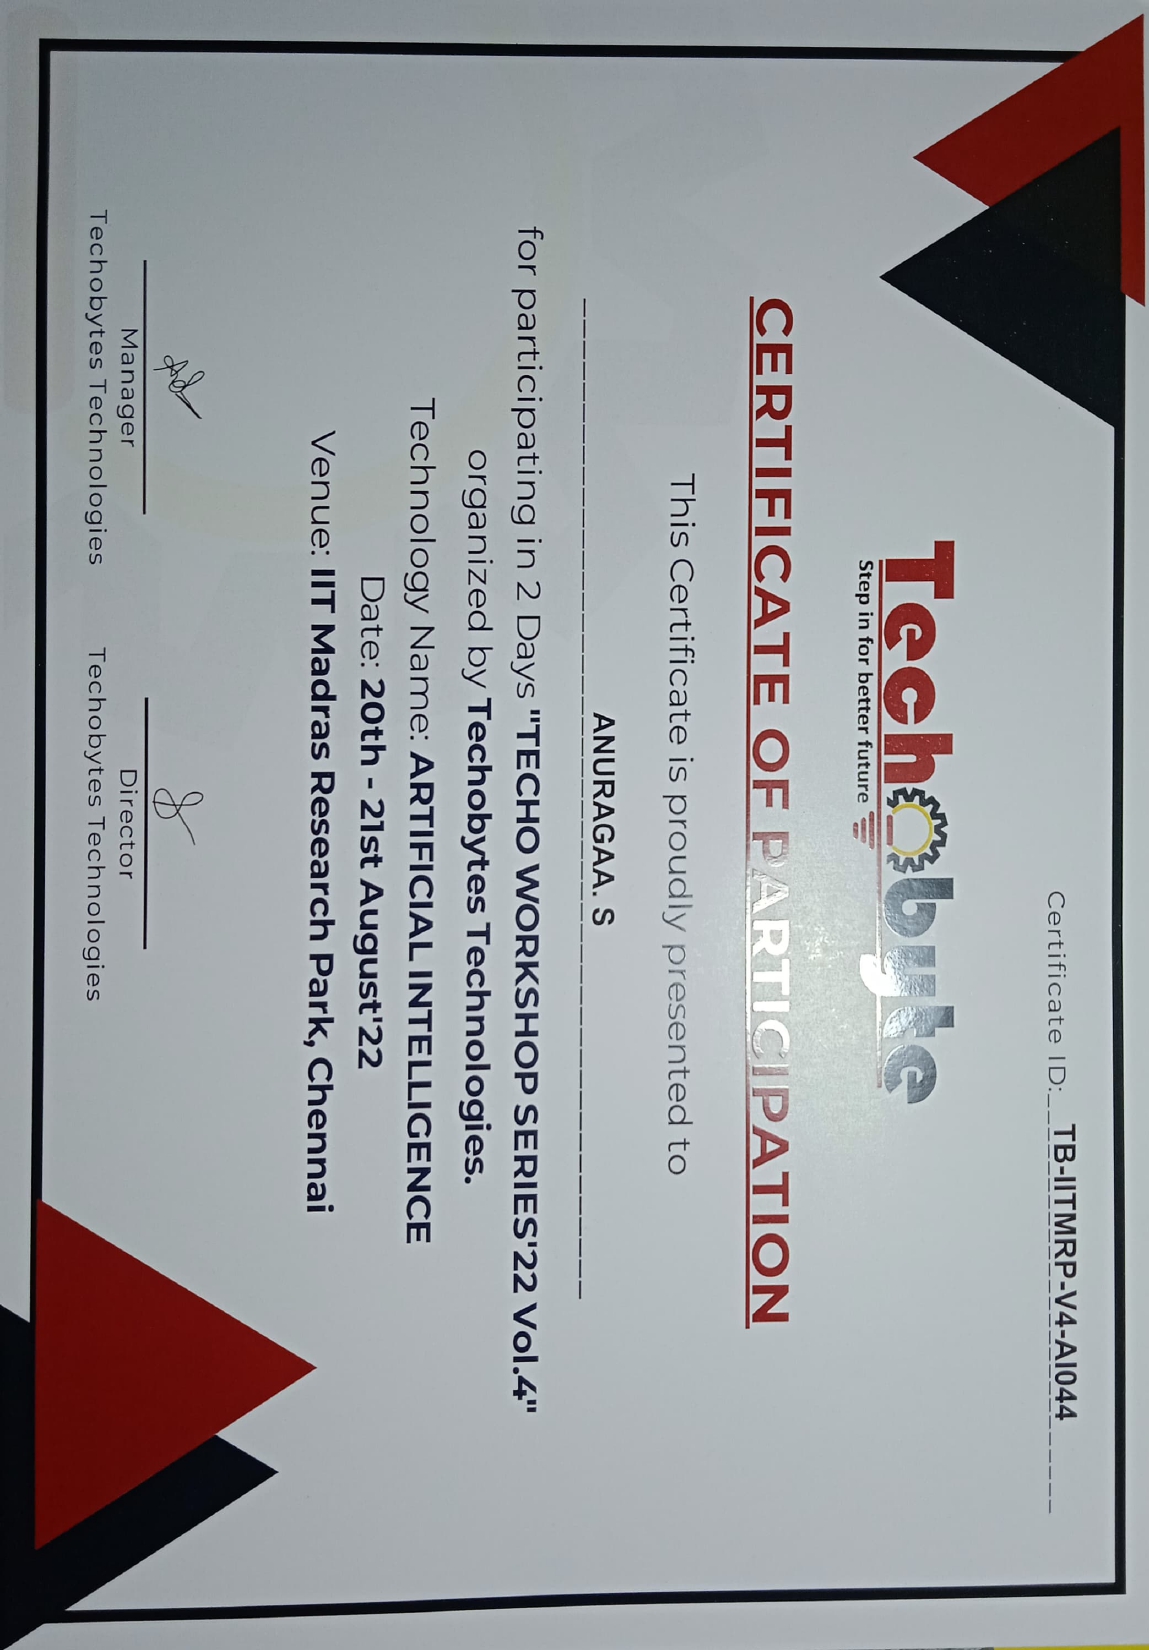 Certificate ID:__TB-IITMRP-V4-AI044
Techobyte
Step in for better future
CERTIFICATE OF PARTICIPATION
This Certificate is proudly presented to
ANURAGAA. S
for participating in 2 Days "TECHO WORKSHOP SERIES'22 Vol.4"
organized by Techobytes Technologies.
Technology Name: ARTIFICIAL INTELLIGENCE
Date: 20th - 21st August'22
Venue: IIT Madras Research Park, Chennai
Manager Director
Techobytes Technologies Techobytes Technologies